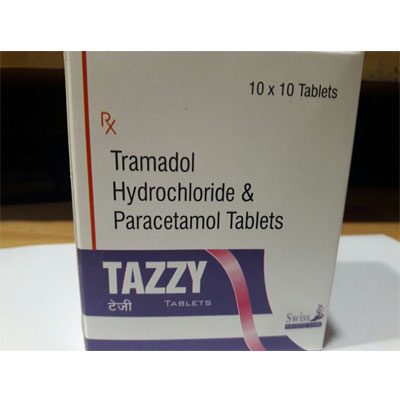 10 x 10 Tablets
Rx
Tramadol
Hydrochloride &
Paracetamol Tablets
TAZZY
टेजी TABLETS
Swiss